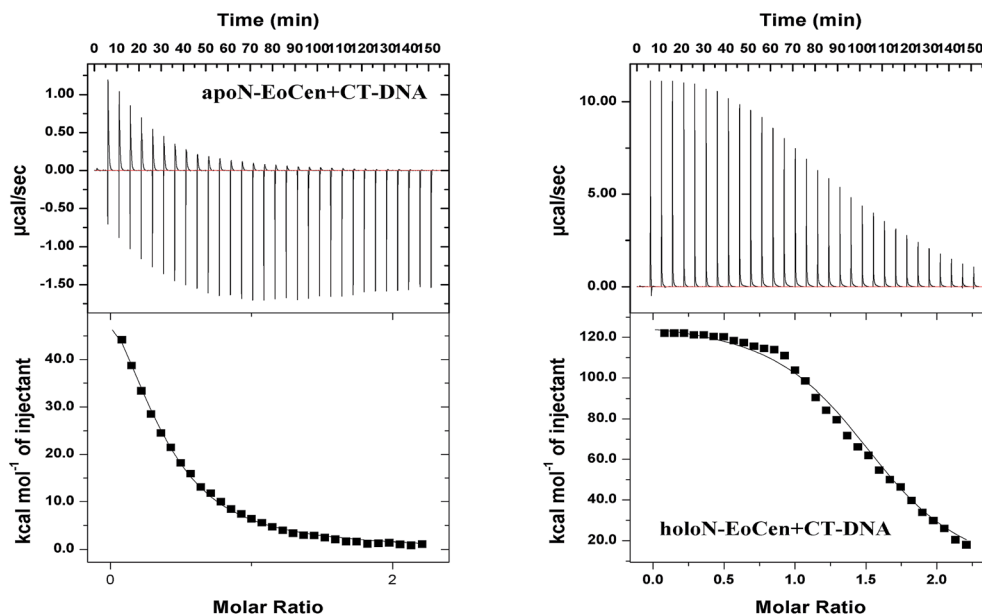 Time (min)
0 10 20 30 40 50 60 70 80 90 100 110 120 130 140 150
apoN-EoCen+CT-DNA
µcal/sec
1.00
0.50
0.00
-0.50
-1.00
-1.50
kcal mol⁻¹ of injectant
40.0
30.0
20.0
10.0
0.0
0 2
Molar Ratio
Time (min)
0 10 20 30 40 50 60 70 80 90 100 110 120 130 140 150
µcal/sec
10.00
5.00
0.00
kcal mol⁻¹ of injectant
120.0
100.0
80.0
60.0
40.0
20.0
holoN-EoCen+CT-DNA
0.0 0.5 1.0 1.5 2.0
Molar Ratio